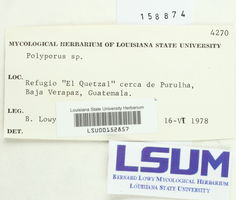 158874
4270
MYCOLOGICAL HERBARIUM OF LOUISIANA STATE UNIVERSITY
Polyporus sp.
LOC.
Refugio "El Quetzal" cerca de Purulha,
Baja Verapaz, Guatemala.
Louisiana State University Herbarium
LEG.
B. Lowy
16-VI 1978
LSU00152857
DET.
LSUM
BERNARD LOWY MYCOLOGICAL HERBARIUM
LOUISIANA STATE UNIVERSITY